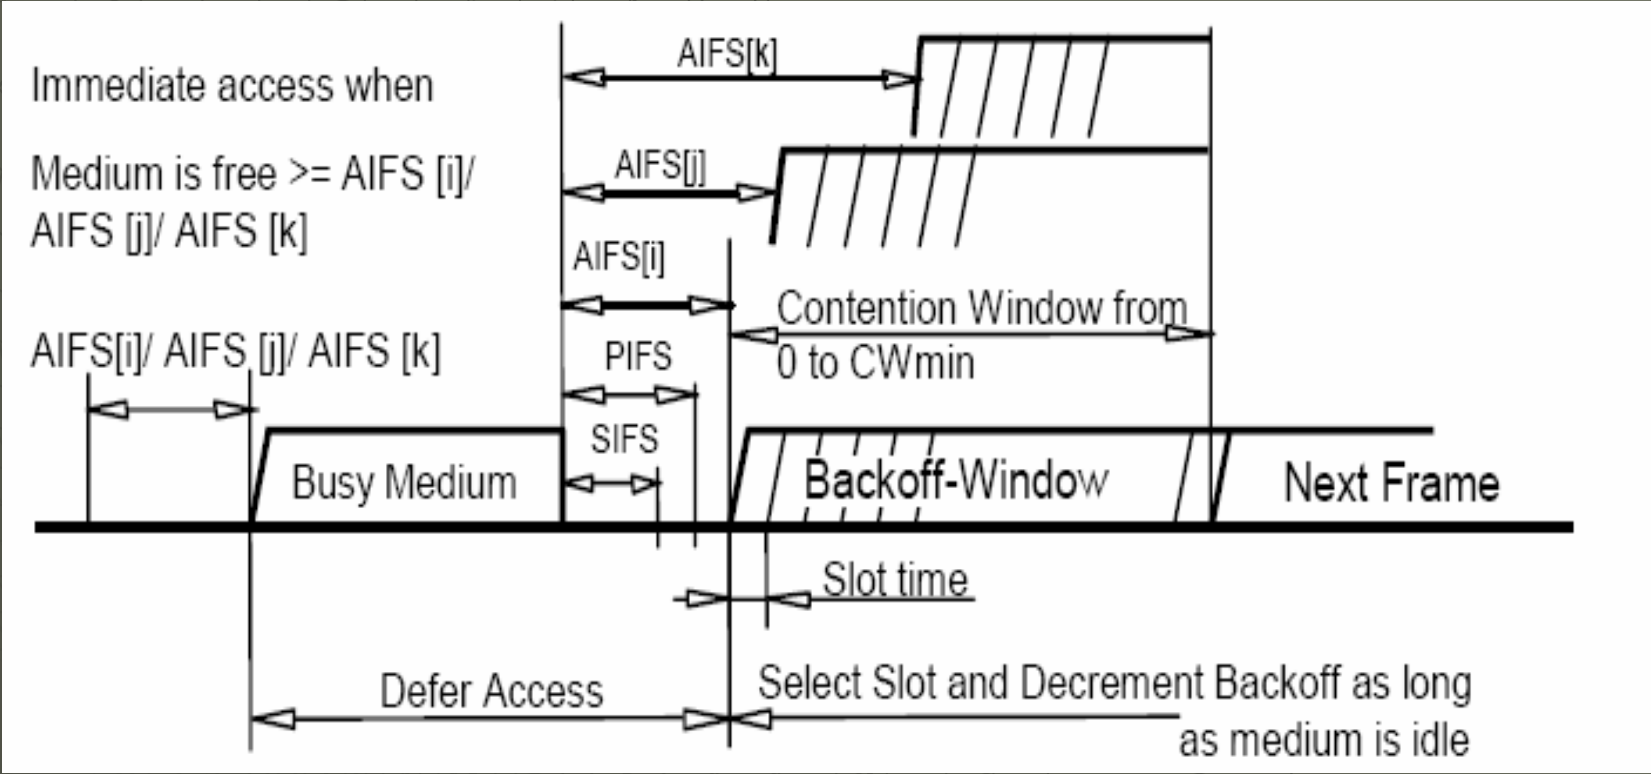 Immediate access when
Medium is free >= AIFS [i]/
AIFS [j]/ AIFS [k]
AIFS[i]/ AIFS [j]/ AIFS [k]
AIFS[k]
AIFS[j]
AIFS[i]
PIFS
SIFS
Contention Window from
0 to CWmin
Busy Medium
Backoff-Window
Next Frame
Slot time
Defer Access
Select Slot and Decrement Backoff as long
as medium is idle